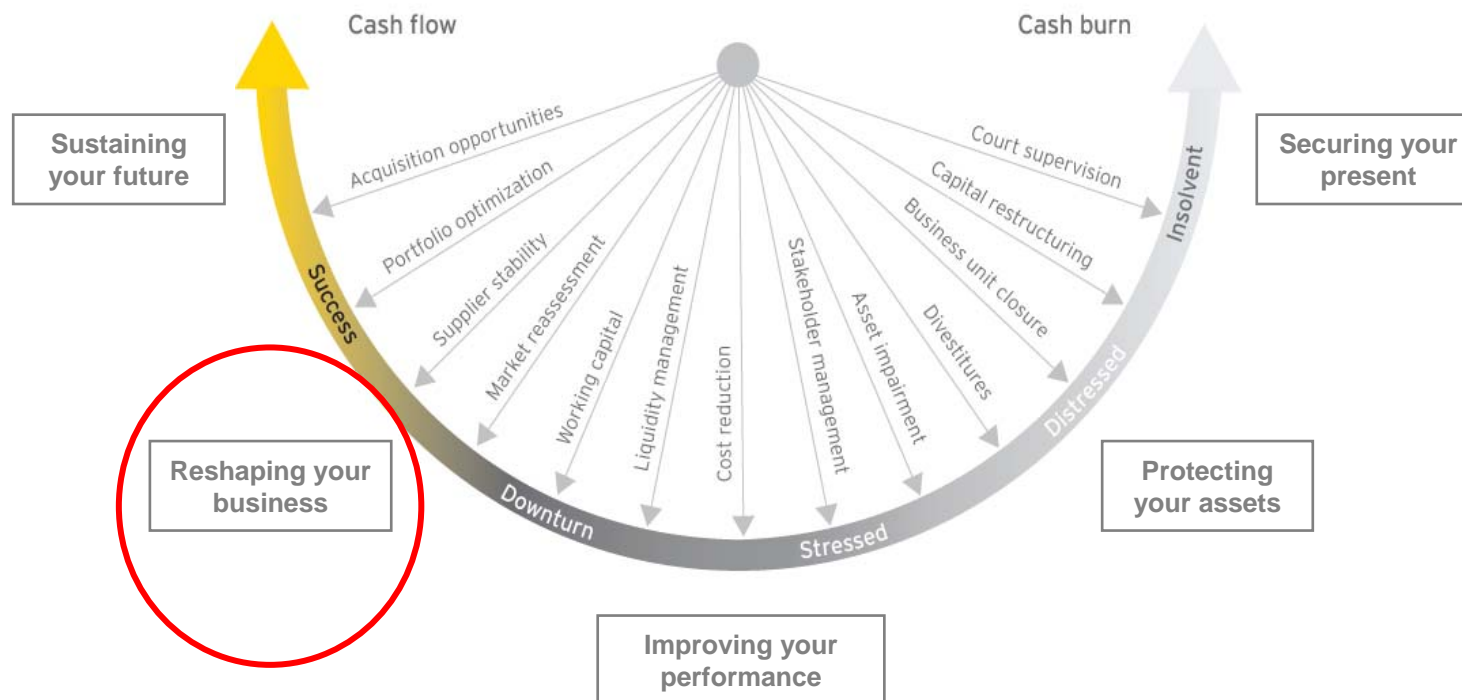 Cash flow
Cash burn
Sustaining
your future
Securing your
present
Acquisition opportunities
Portfolio optimization
Supplier stability
Market reassessment
Working capital
Liquidity management
Cost reduction
Stakeholder management
Asset impairment
Divestitures
Business unit closure
Capital restructuring
Court supervision
Success
Downturn
Stressed
Distressed
Insolvent
Reshaping your
business
Protecting
your assets
Improving your
performance